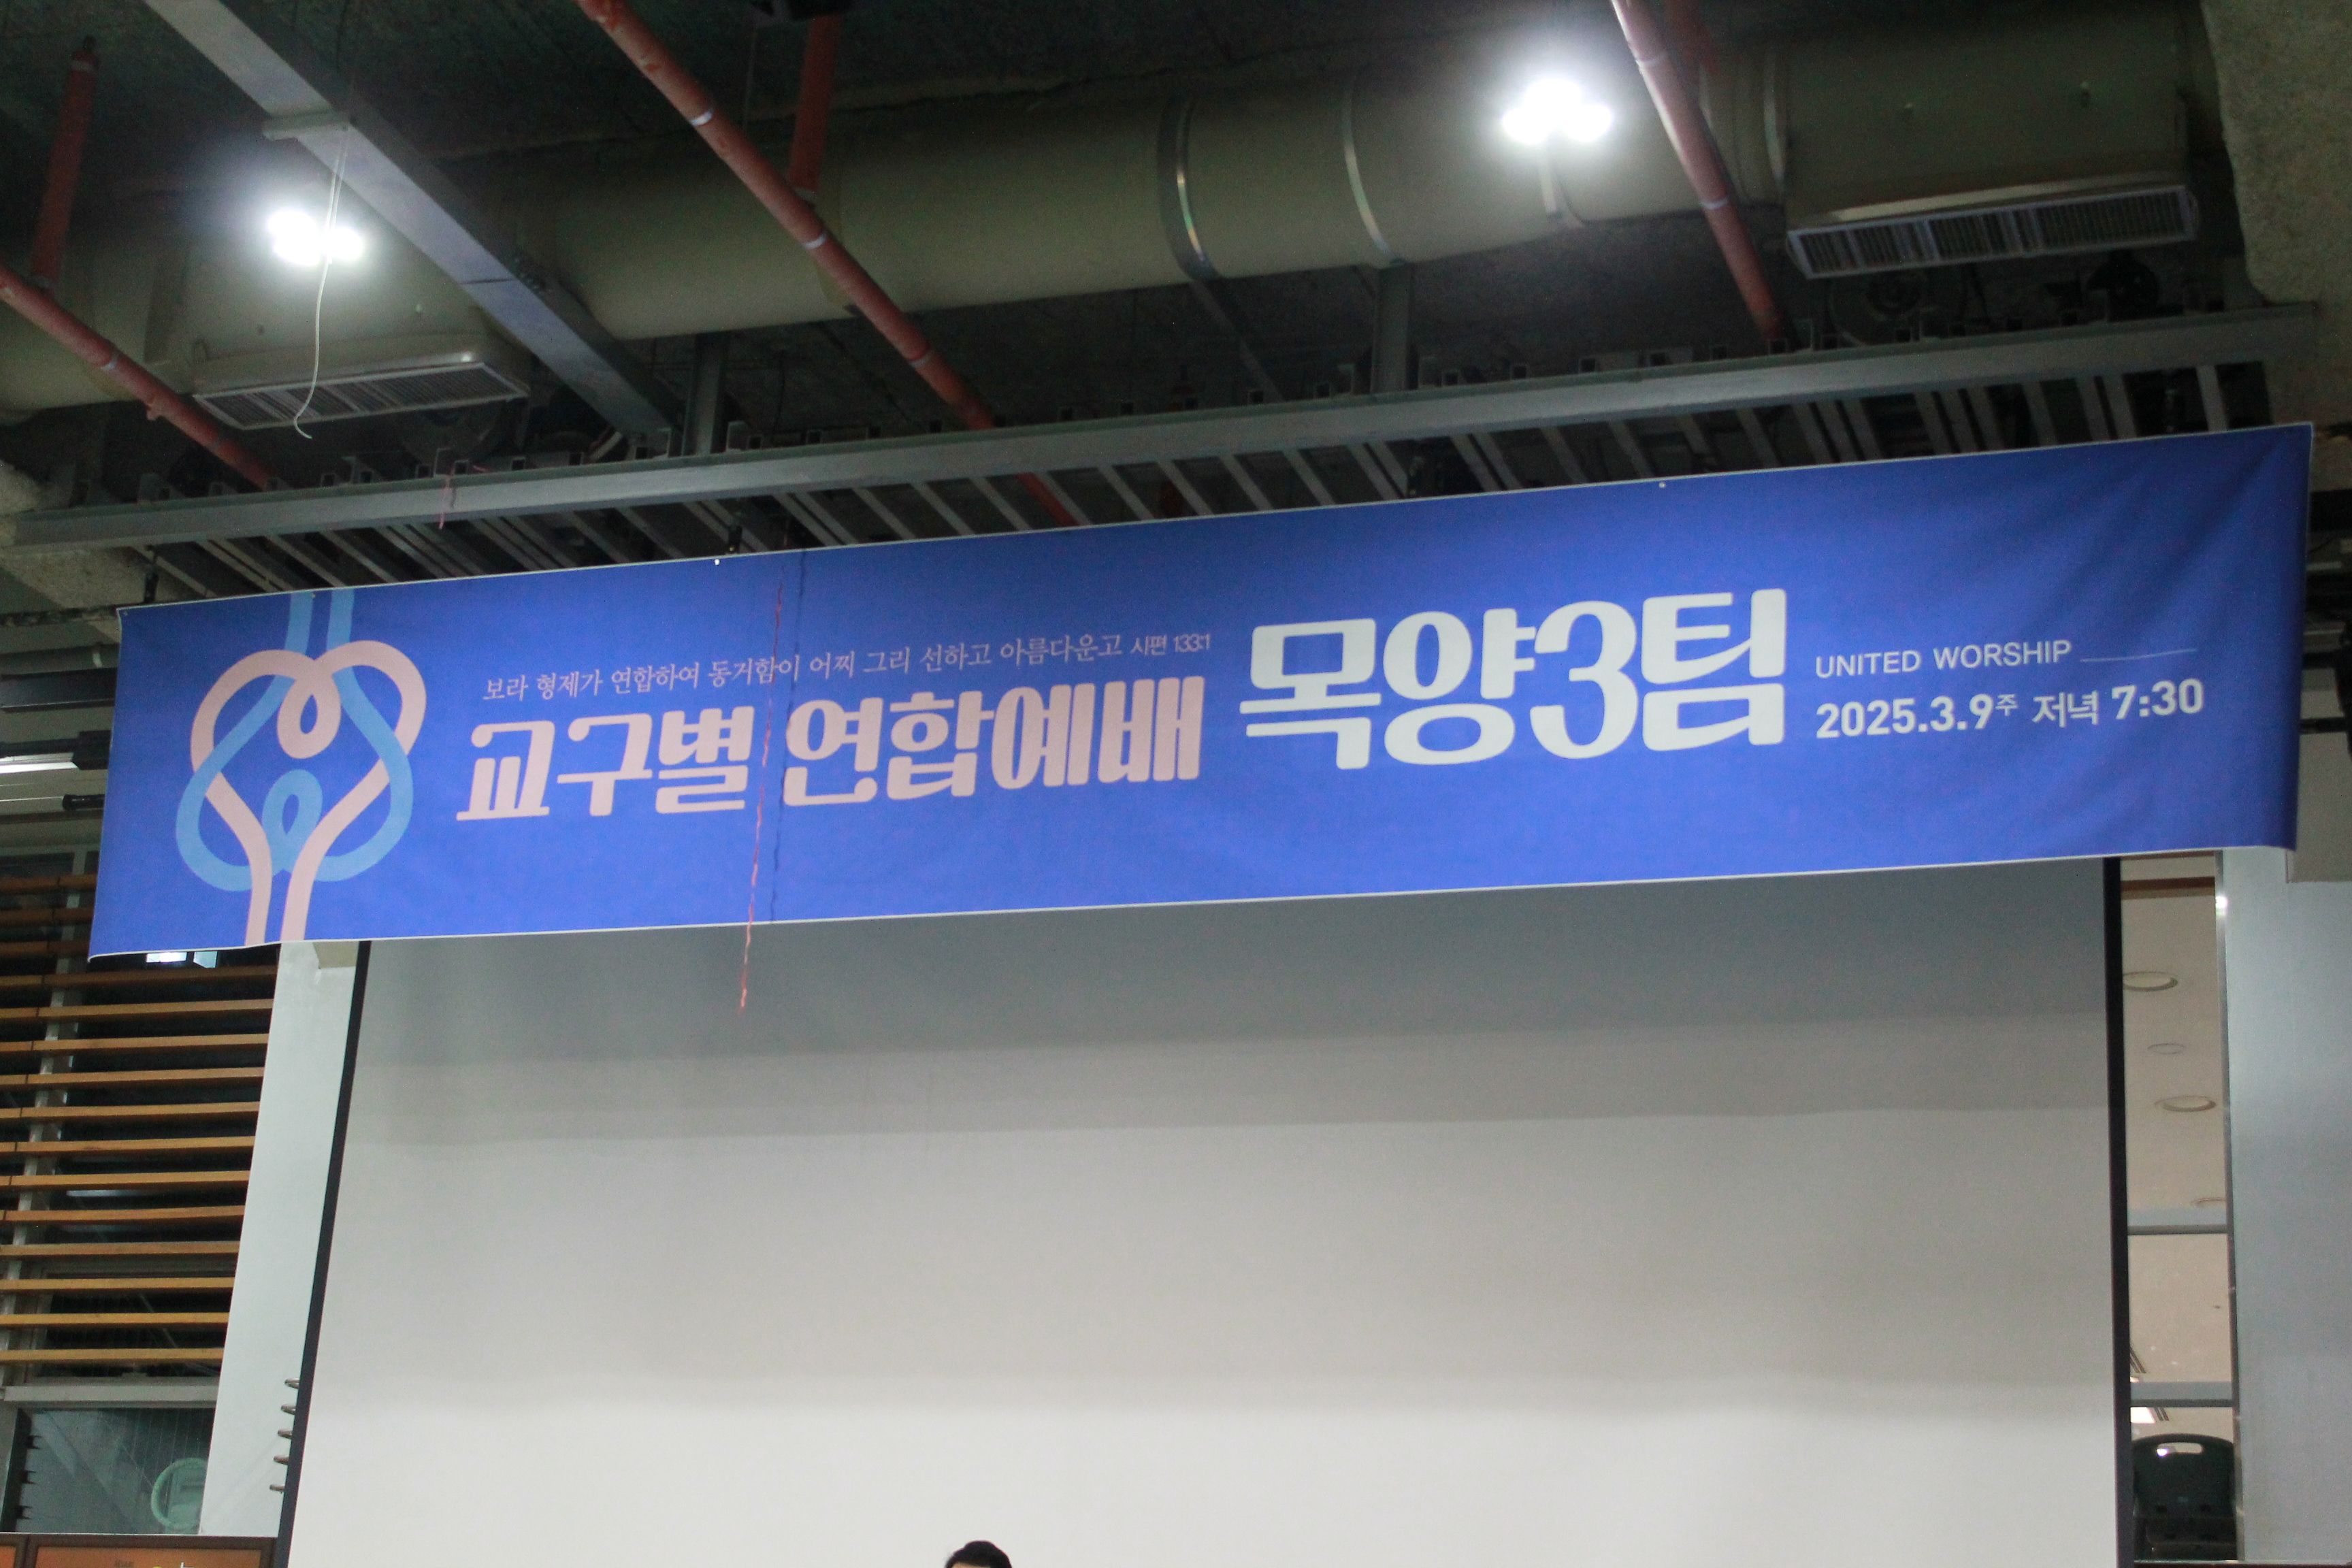 보라 형제가 연합하여 동거함이 어찌 그리 선하고 아름다운고 시편 133:1
교구별 연합예배
목양3팀
UNITED WORSHIP
2025.3.9주 저녁 7:30